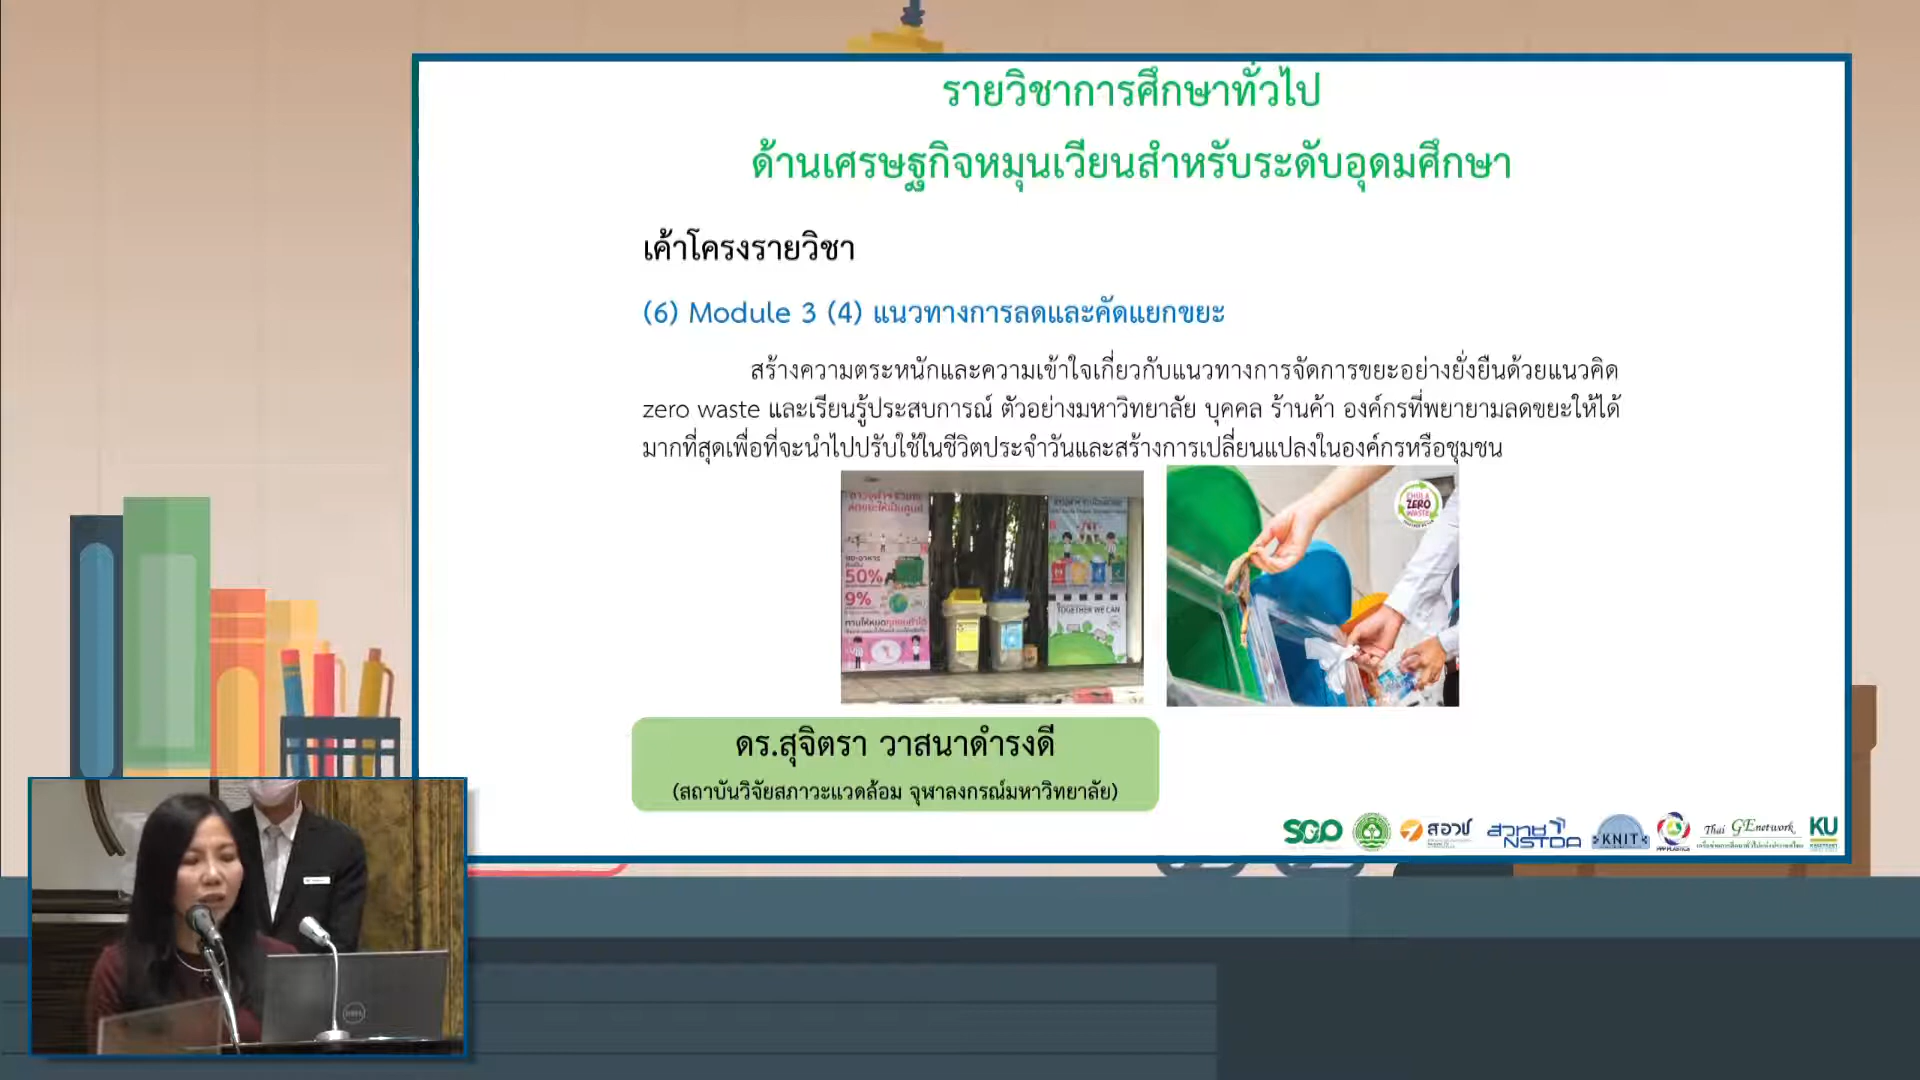 รายวิชาการศึกษาทั่วไป
ด้านเศรษฐกิจหมุนเวียนสำหรับระดับอุดมศึกษา
เค้าโครงรายวิชา
(6) Module 3 (4) แนวทางการลดและคัดแยกขยะ
สร้างความตระหนักและความเข้าใจเกี่ยวกับแนวทางการจัดการขยะอย่างยั่งยืนด้วยแนวคิด
zero waste และเรียนรู้ประสบการณ์ ตัวอย่างมหาวิทยาลัย บุคคล ร้านค้า องค์กรที่พยายามลดขยะให้ได้
มากที่สุดเพื่อที่จะนำไปปรับใช้ในชีวิตประจำวันและสร้างการเปลี่ยนแปลงในองค์กรหรือชุมชน
50%
9%
TOGETHER WE CAN
CHULA
ZERO
WASTE
ดร.สุจิตรา วาสนาดำรงดี
(สถาบันวิจัยสภาวะแวดล้อม จุฬาลงกรณ์มหาวิทยาลัย)
สอวช
สวทช
NSTDA
KNIT
PPP PLASTICS
Thai GEnetwork
KU